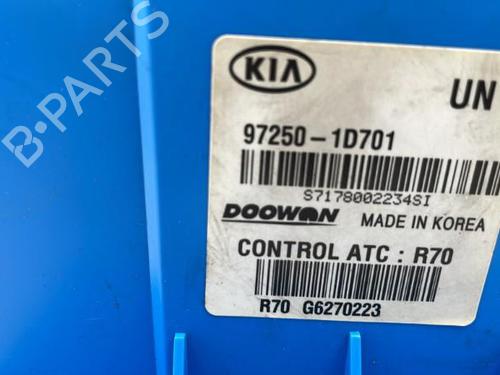 B-PARTS
KIA
UN
97250-1D701
S7178002234SI
DOOWON MADE IN KOREA
CONTROL ATC : R70
R70 G6270223